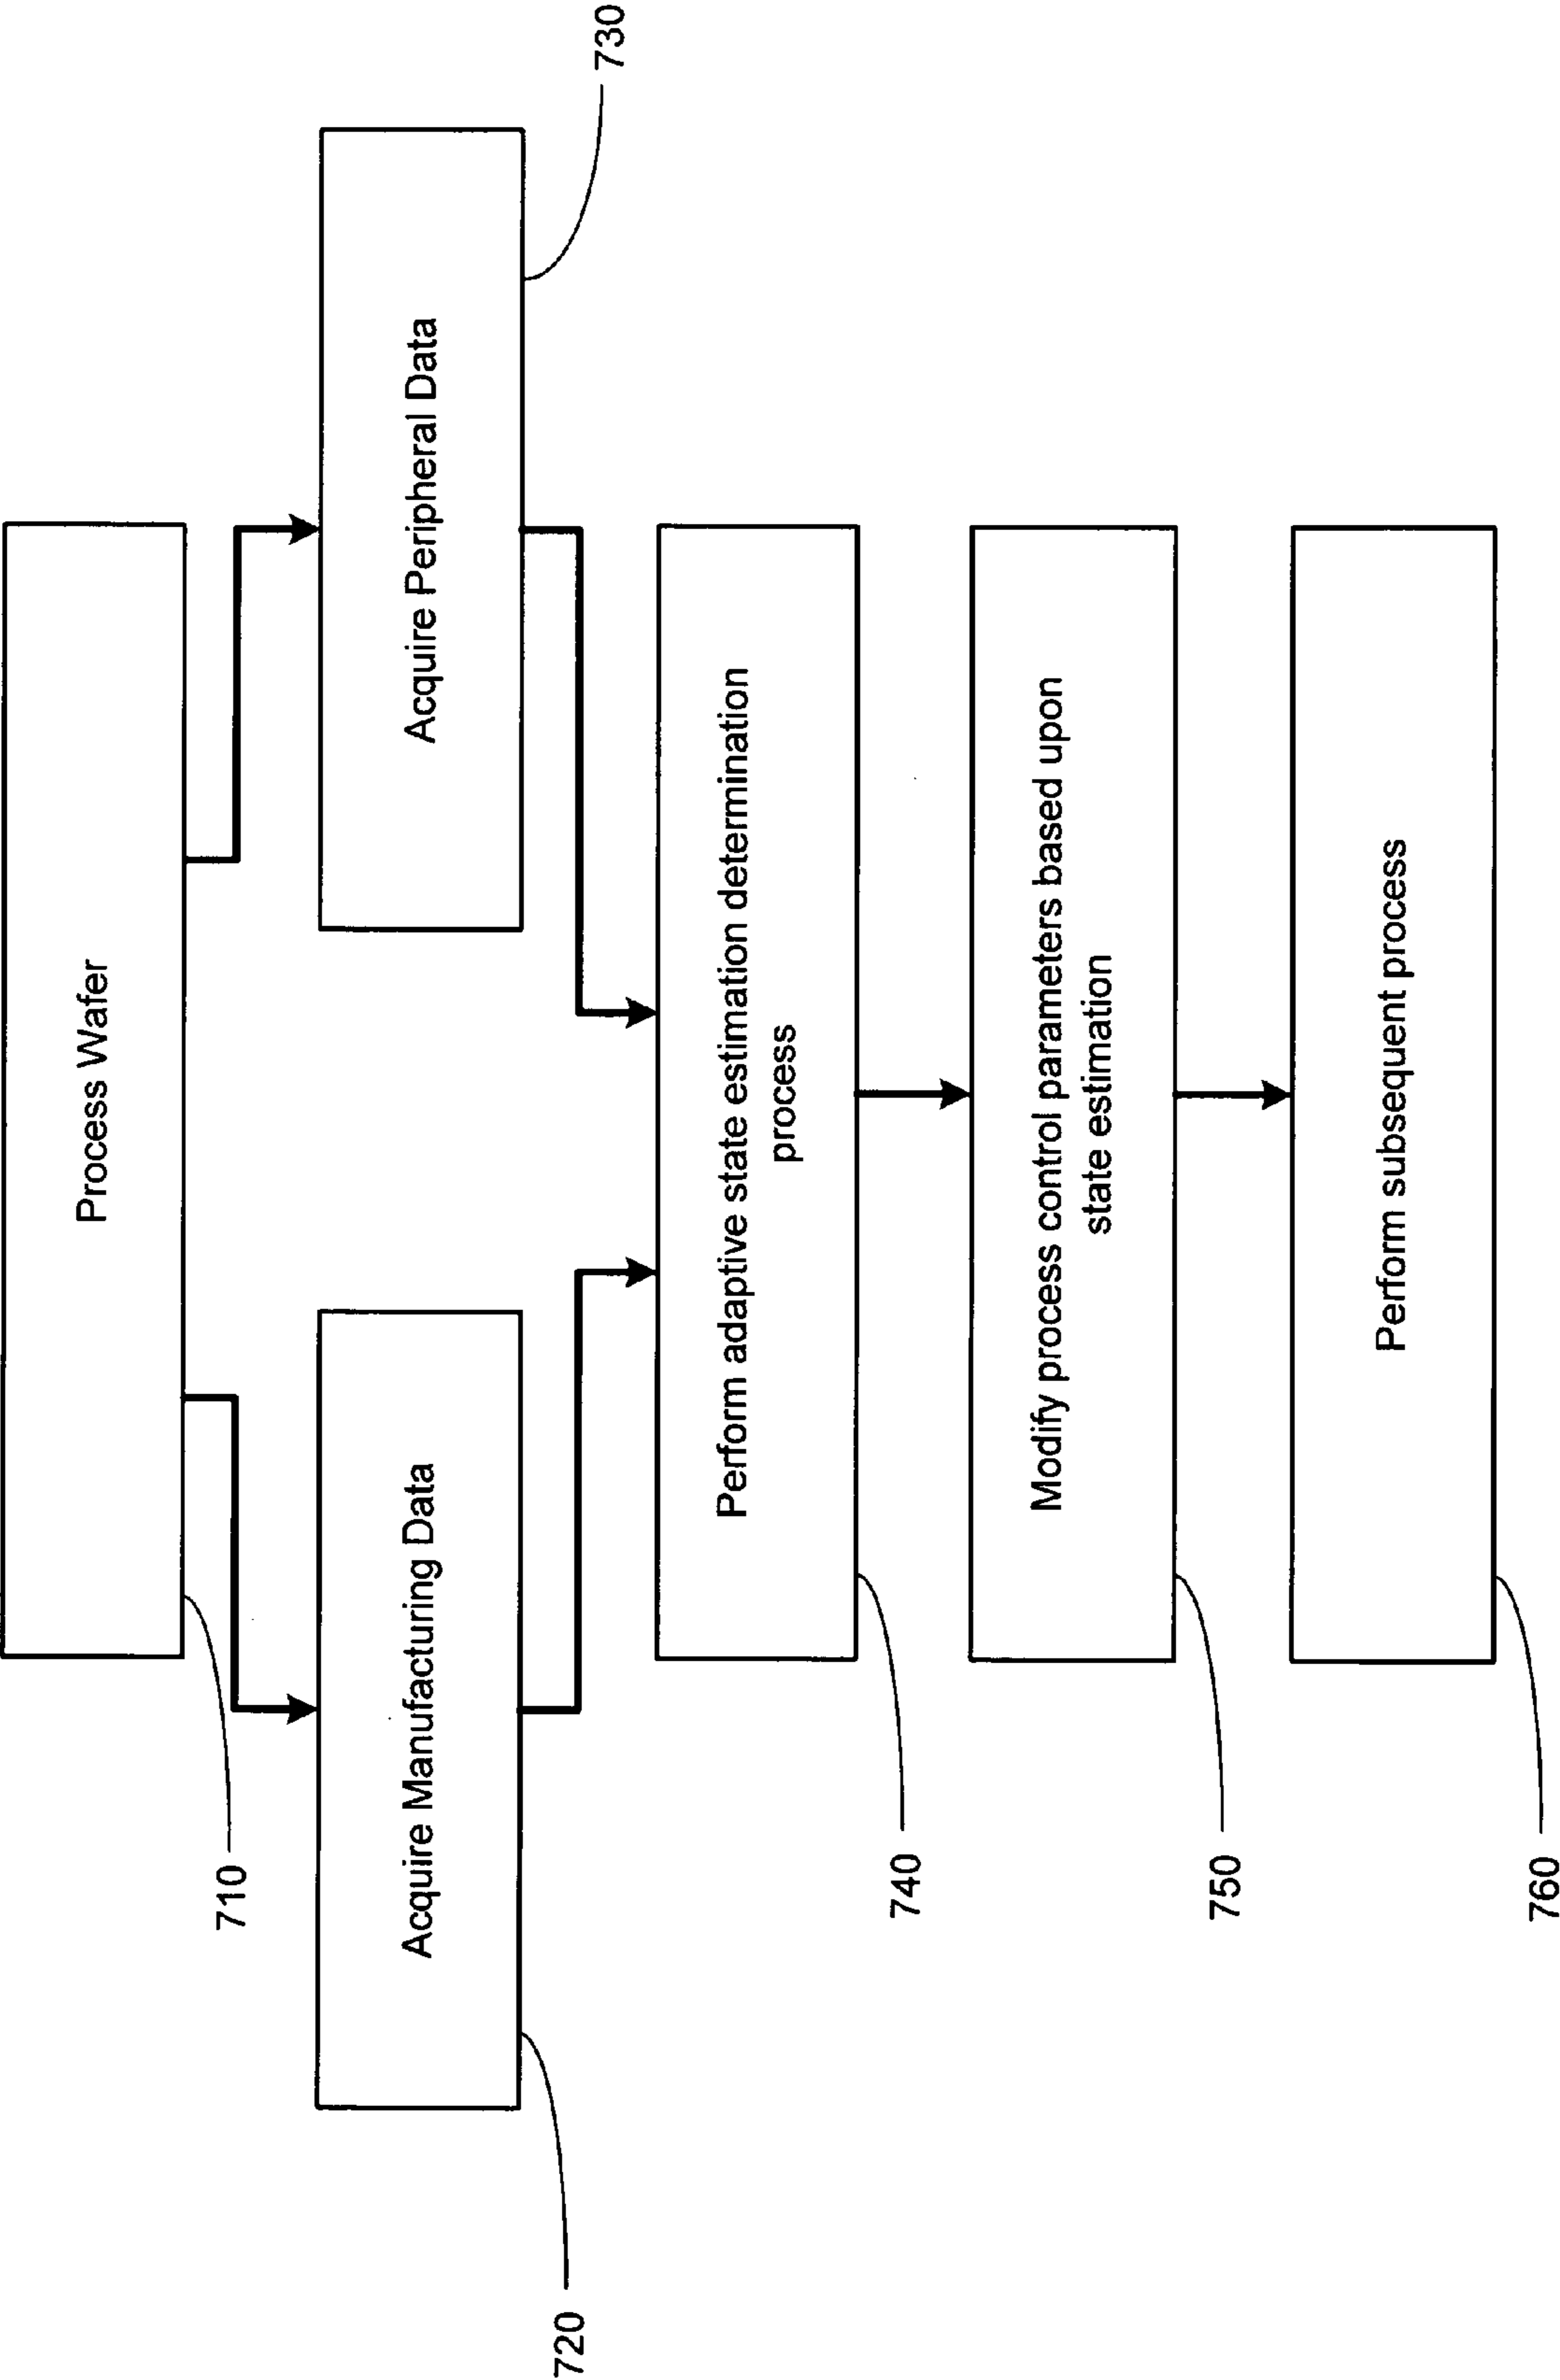 Process Wafer
710
Acquire Manufacturing Data
720
Acquire Peripheral Data
730
Perform adaptive state estimation determination
process
740
Modify process control parameters based upon
state estimation
750
Perform subsequent process
760